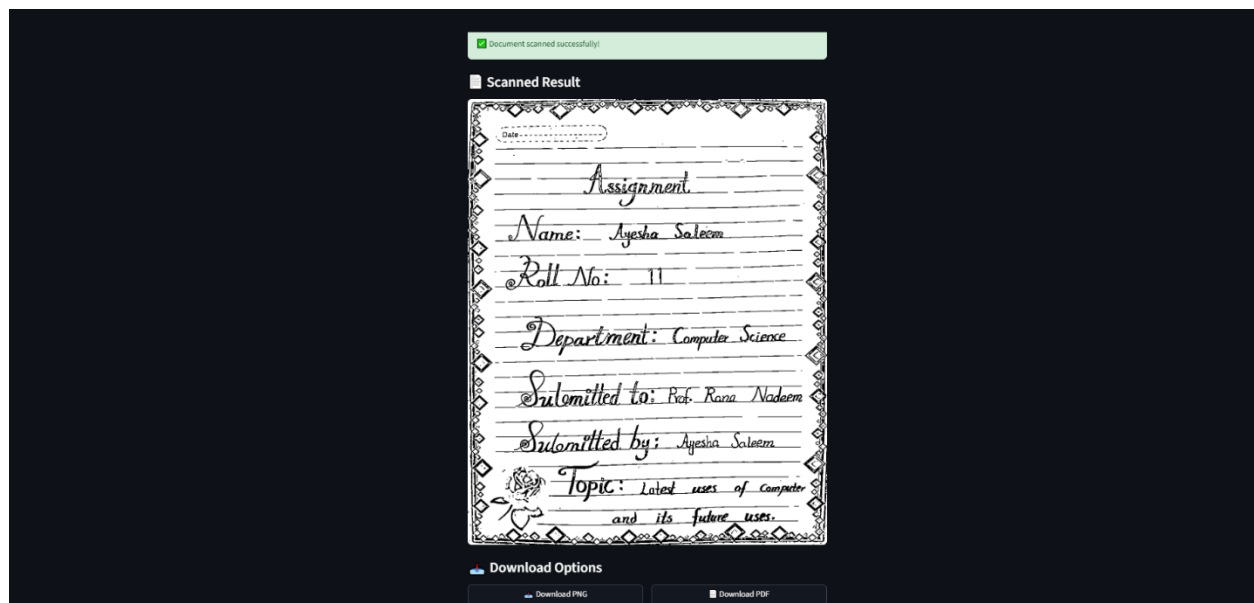 ✅ Document scanned successfully!
📄 Scanned Result
Date
Assignment
Name: Ayesha Saleem
Roll No: 11
Department: Computer Science
Submitted to: Prof. Rana Nadeem
Submitted by: Ayesha Saleem
Topic: Latest uses of Computer
and its future uses.
📥 Download Options
📥 Download PNG
📄 Download PDF